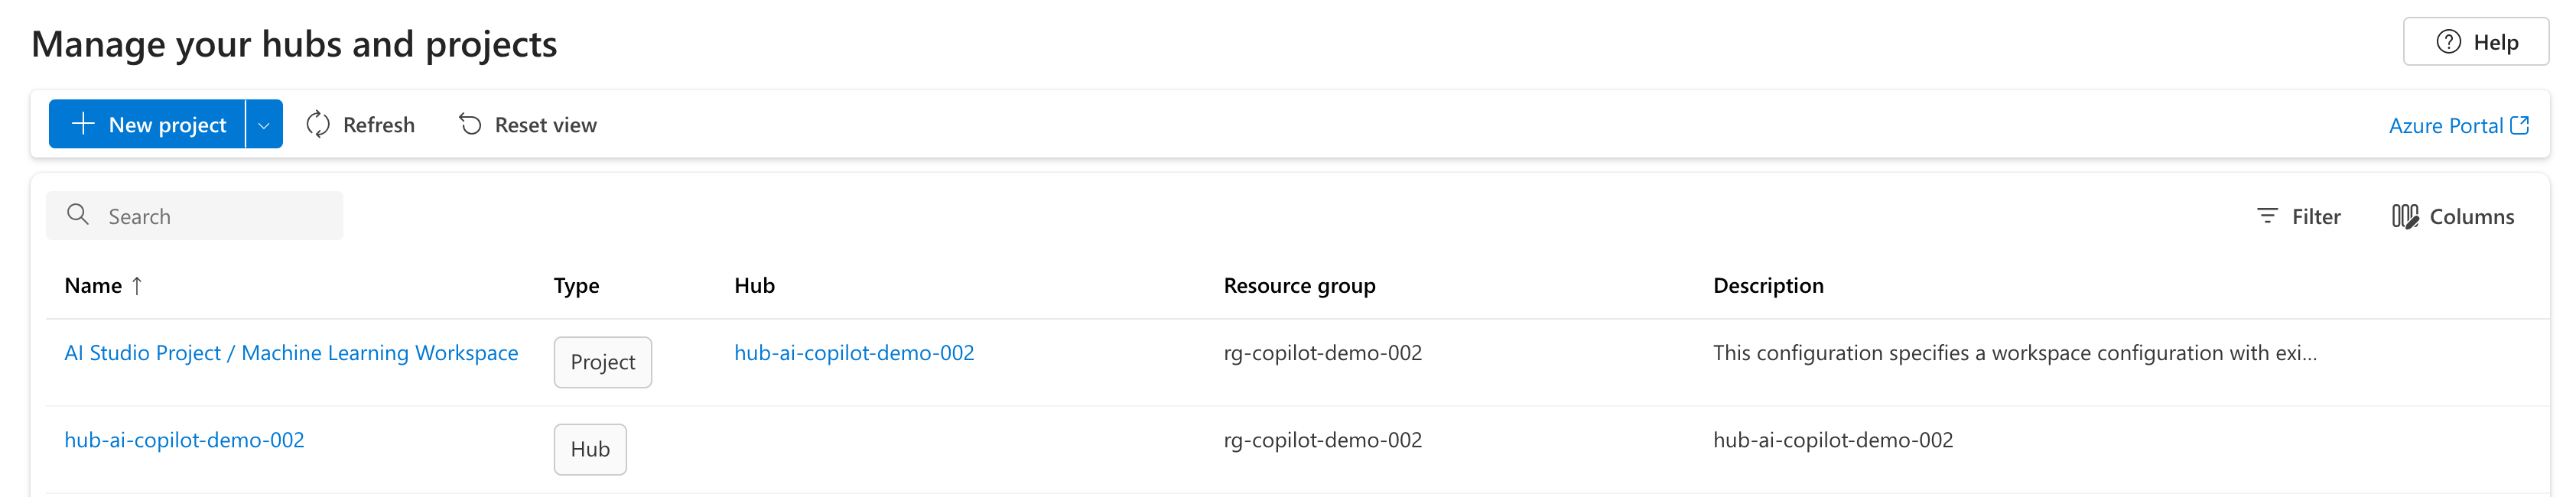 Manage your hubs and projects
Help
New project
Refresh
Reset view
Azure Portal
Search
Filter
Columns
Name ↑ Type Hub Resource group Description
AI Studio Project / Machine Learning Workspace Project hub-ai-copilot-demo-002 rg-copilot-demo-002 This configuration specifies a workspace configuration with exi...
hub-ai-copilot-demo-002 Hub rg-copilot-demo-002 hub-ai-copilot-demo-002